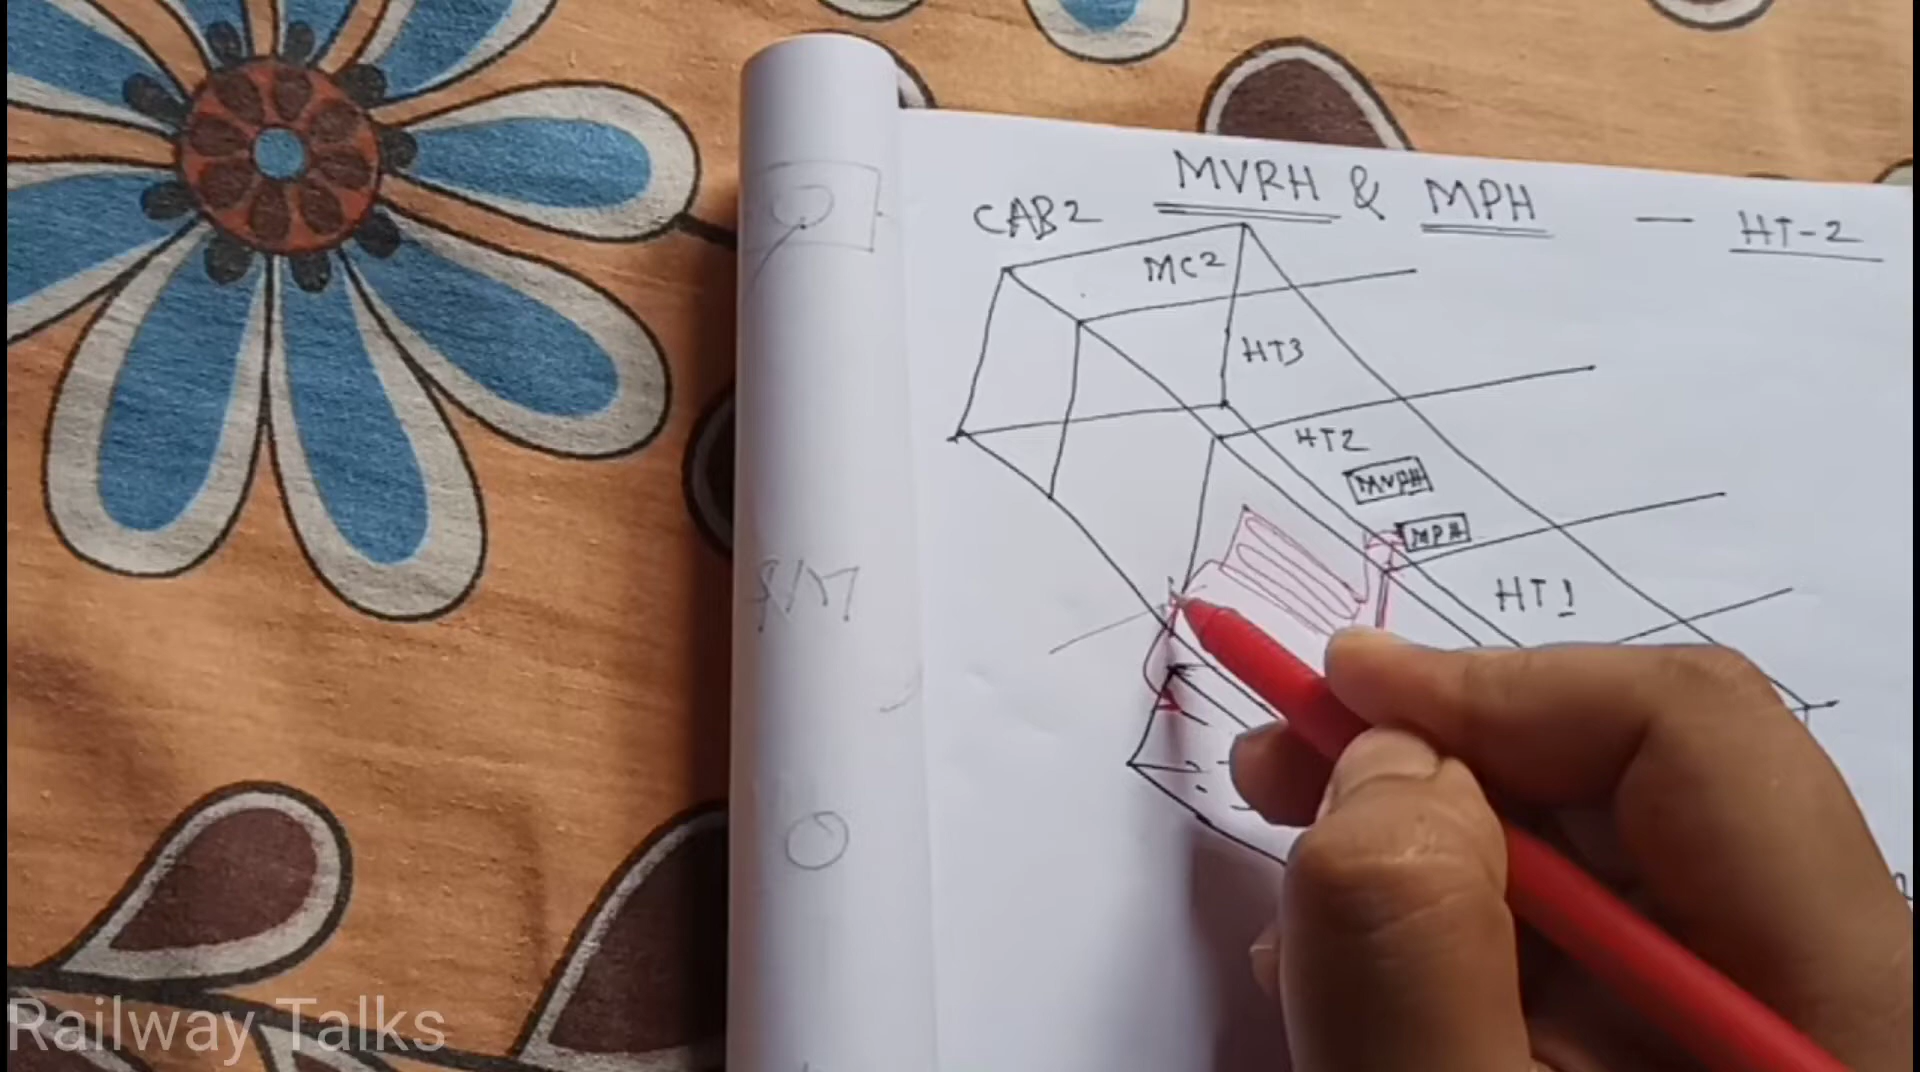 MVRH & MPH — HT-2
CAB2
MC2
HT3
HT2
MVRH
MPH
HT1
Railway Talks